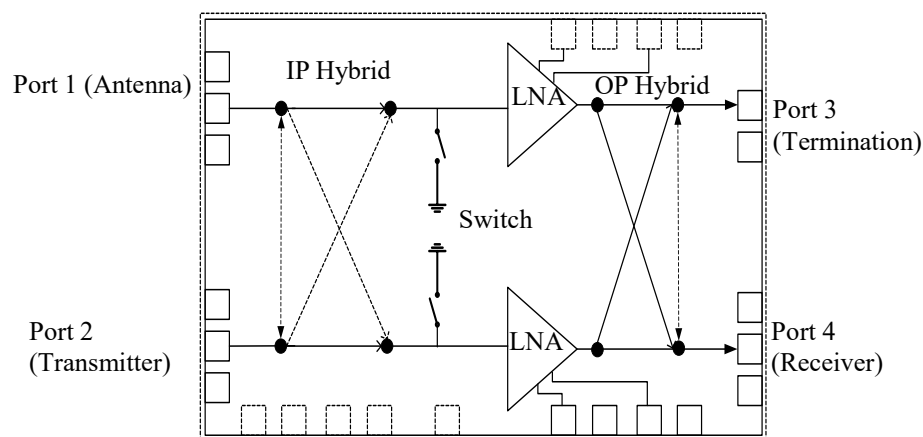 IP Hybrid
Port 1 (Antenna)
LNA
OP Hybrid
Port 3
(Termination)
Switch
Port 2
(Transmitter)
LNA
Port 4
(Receiver)